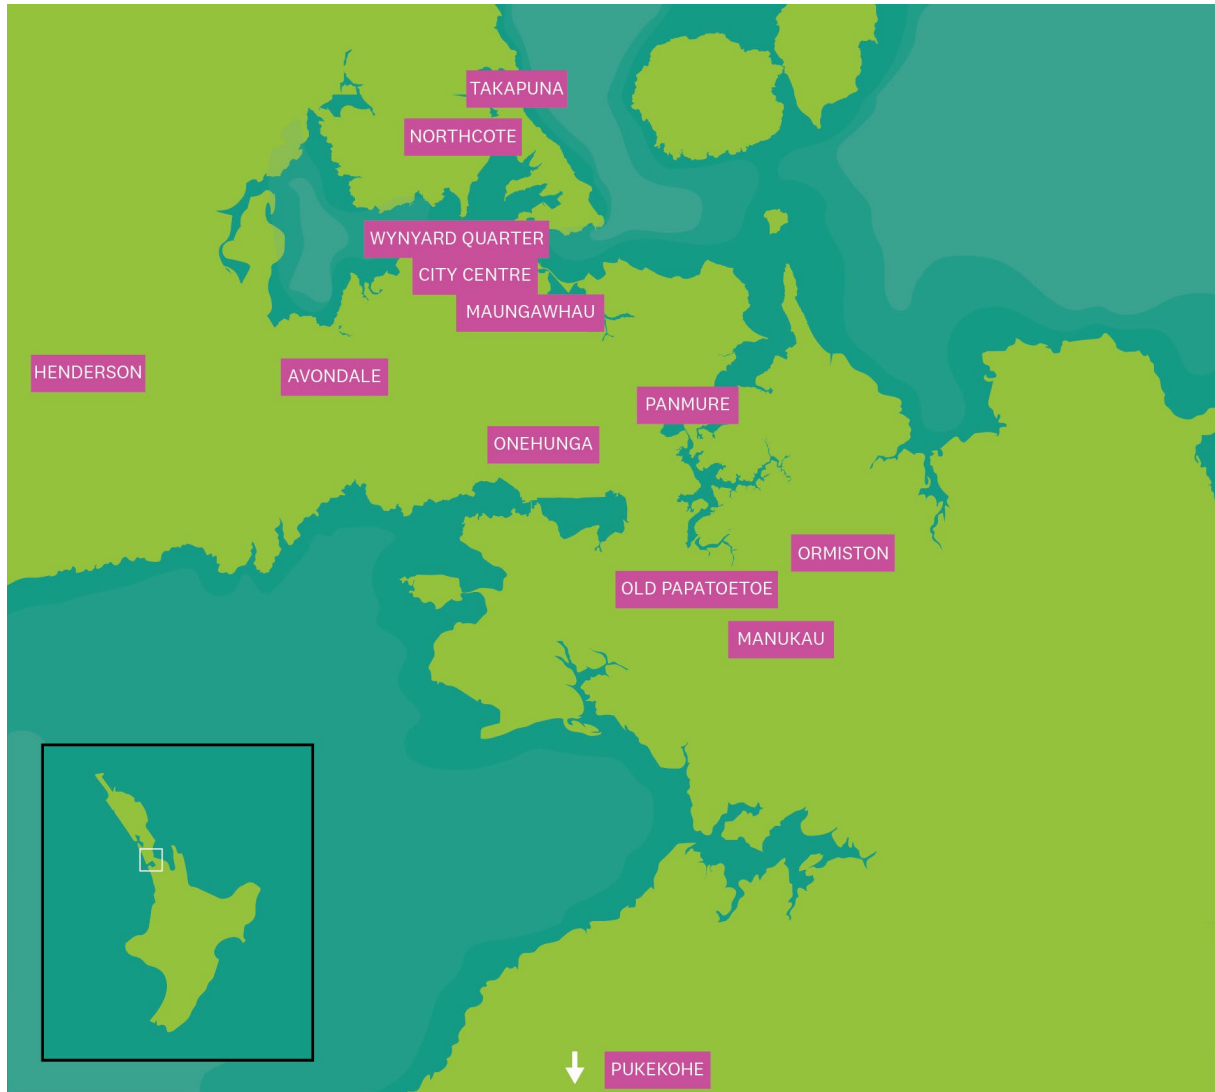 TAKAPUNA
NORTHCOTE
WYNYARD QUARTER
CITY CENTRE
MAUNGAWHAU
HENDERSON
AVONDALE
PANMURE
ONEHUNGA
ORMISTON
OLD PAPATOETOE
MANUKAU
PUKEKOHE